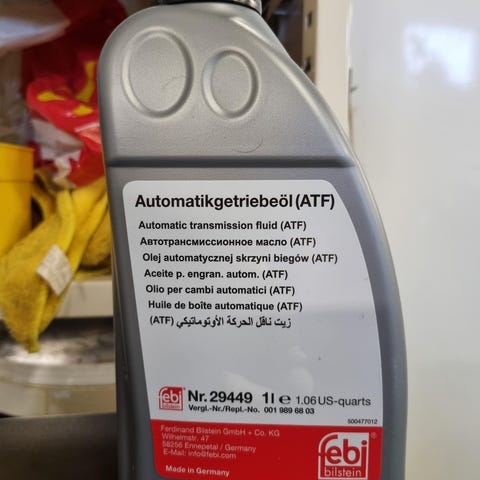 Automatikgetriebeöl (ATF)
Automatic transmission fluid (ATF)
Автотрансмиссионное масло (ATF)
Olej automatycznej skrzyni biegów (ATF)
Aceite p. engran. autom. (ATF)
Olio per cambi automatici (ATF)
Huile de boîte automatique (ATF)
زيت ناقل الحركة الأوتوماتيكي (ATF)
febi bilstein
Nr. 29449 1l e 1.06 US-quarts
Vergl.-Nr./Repl.-No. 001 989 68 03
500477012
Ferdinand Bilstein GmbH + Co. KG
Wilhelmstr. 47
58256 Ennepetal / Germany
E-Mail: info@febi.com
Made in Germany
febi
bilstein